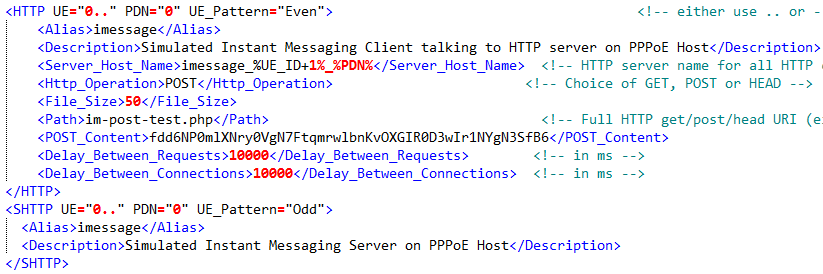 <HTTP UE="0.." PDN="0" UE_Pattern="Even"> <!-- either use .. or -
<Alias>imessage</Alias>
<Description>Simulated Instant Messaging Client talking to HTTP server on PPPoE Host</Description>
<Server_Host_Name>imessage_%UE_ID+1%_%PDN%</Server_Host_Name> <!-- HTTP server name for all HTTP
<Http_Operation>POST</Http_Operation> <!-- Choice of GET, POST or HEAD -->
<File_Size>50</File_Size>
<Path>im-post-test.php</Path> <!-- Full HTTP get/post/head URI (e
<POST_Content>fdd6NP0mlXNry0VgN7FtqmrwlbnKvOXGIR0D3wIr1NYgN3SfB6</POST_Content>
<Delay_Between_Requests>10000</Delay_Between_Requests> <!-- in ms -->
<Delay_Between_Connections>10000</Delay_Between_Connections> <!-- in ms -->
</HTTP>
<SHTTP UE="0.." PDN="0" UE_Pattern="Odd">
<Alias>imessage</Alias>
<Description>Simulated Instant Messaging Server on PPPoE Host</Description>
</SHTTP>